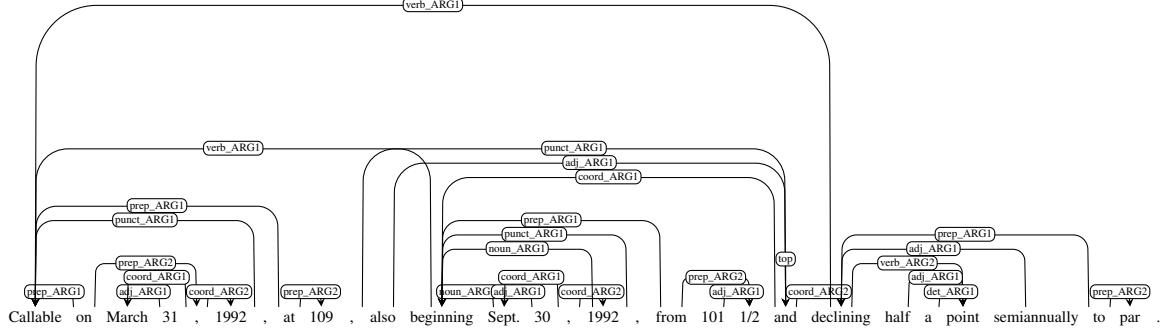 verb_ARG1
verb_ARG1 punct_ARG1
adj_ARG1
coord_ARG1
prep_ARG1 prep_ARG1
punct_ARG1 punct_ARG1 prep_ARG1
noun_ARG1 adj_ARG1
prep_ARG2 top verb_ARG2
coord_ARG1 coord_ARG1 prep_ARG2 adj_ARG1
prep_ARG1 adj_ARG1 coord_ARG2 prep_ARG2 noun_ARG adj_ARG1 coord_ARG2 adj_ARG1 coord_ARG2 det_ARG1 prep_ARG2
Callable on March 31 , 1992 , at 109 , also beginning Sept. 30 , 1992 , from 101 1/2 and declining half a point semiannually to par .